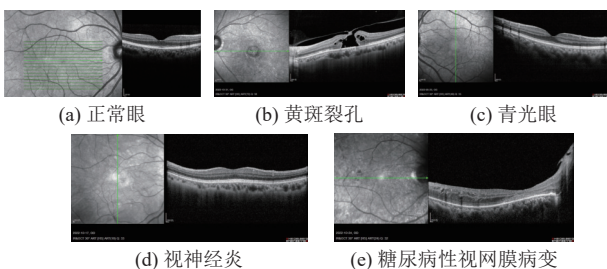 (a) 正常眼
(b) 黄斑裂孔
(c) 青光眼
(d) 视神经炎
(e) 糖尿病性视网膜病变